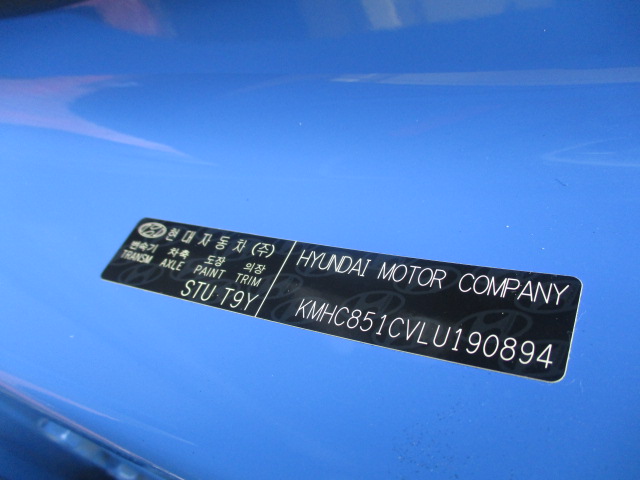 현대자동차(주)
변속기 차축 도장 의장
TRANSM AXLE PAINT TRIM
STU T9Y
HYUNDAI MOTOR COMPANY
KMHC851CVLU190894